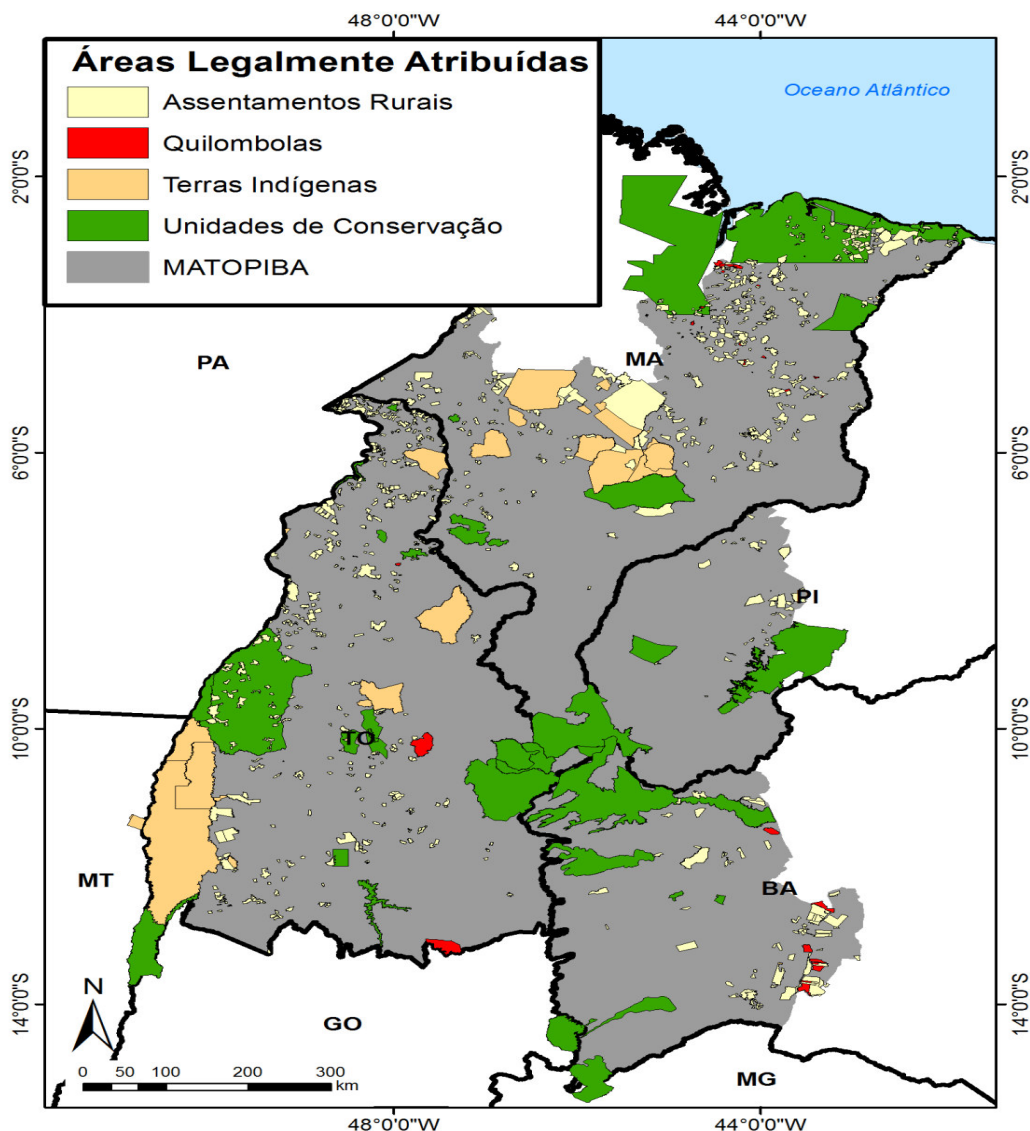 48°0'0"W 44°0'0"W
Áreas Legalmente Atribuídas
Assentamentos Rurais
Quilombolas
Terras Indígenas
Unidades de Conservação
MATOPIBA
Oceano Atlântico
2°0'0"S 2°0'0"S
PA MA
6°0'0"S 6°0'0"S
PI
10°0'0"S 10°0'0"S
TO
MT BA
14°0'0"S 14°0'0"S
N
GO
0 50 100 200 300
km
MG
48°0'0"W 44°0'0"W